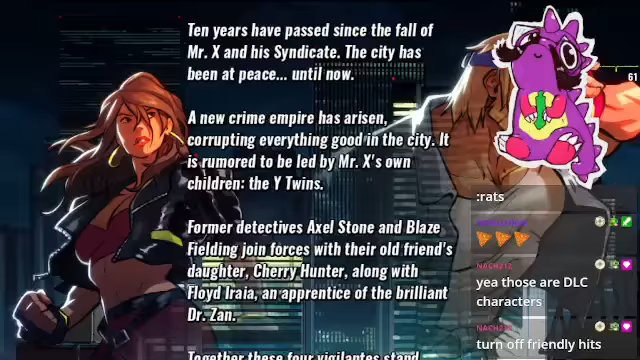 Ten years have passed since the fall of
Mr. X and his Syndicate. The city has
been at peace... until now.
A new crime empire has arisen,
corrupting everything good in the city. It
is rumored to be led by Mr. X's own
children: the Y Twins.
Former detectives Axel Stone and Blaze
Fielding join forces with their old friend's
daughter, Cherry Hunter, along with
Floyd Iraia, an apprentice of the brilliant
Dr. Zan.
Together these four vigilantes stand
61
:rats
yea those are DLC
characters
turn off friendly hits